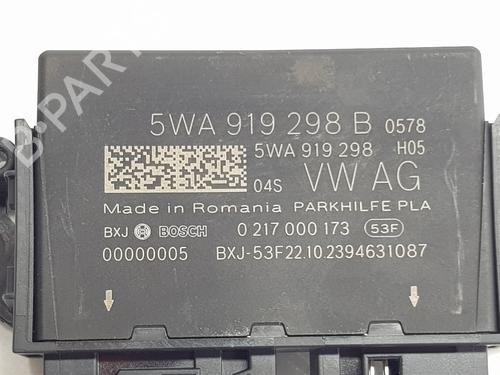 5WA 919 298 B 0578
5WA 919 298 H05
04S VW AG
Made in Romania PARKHILFE PLA
BXJ BOSCH 0 217 000 173 53F
00000005 BXJ-53F22.10.2394631087
B-Parts